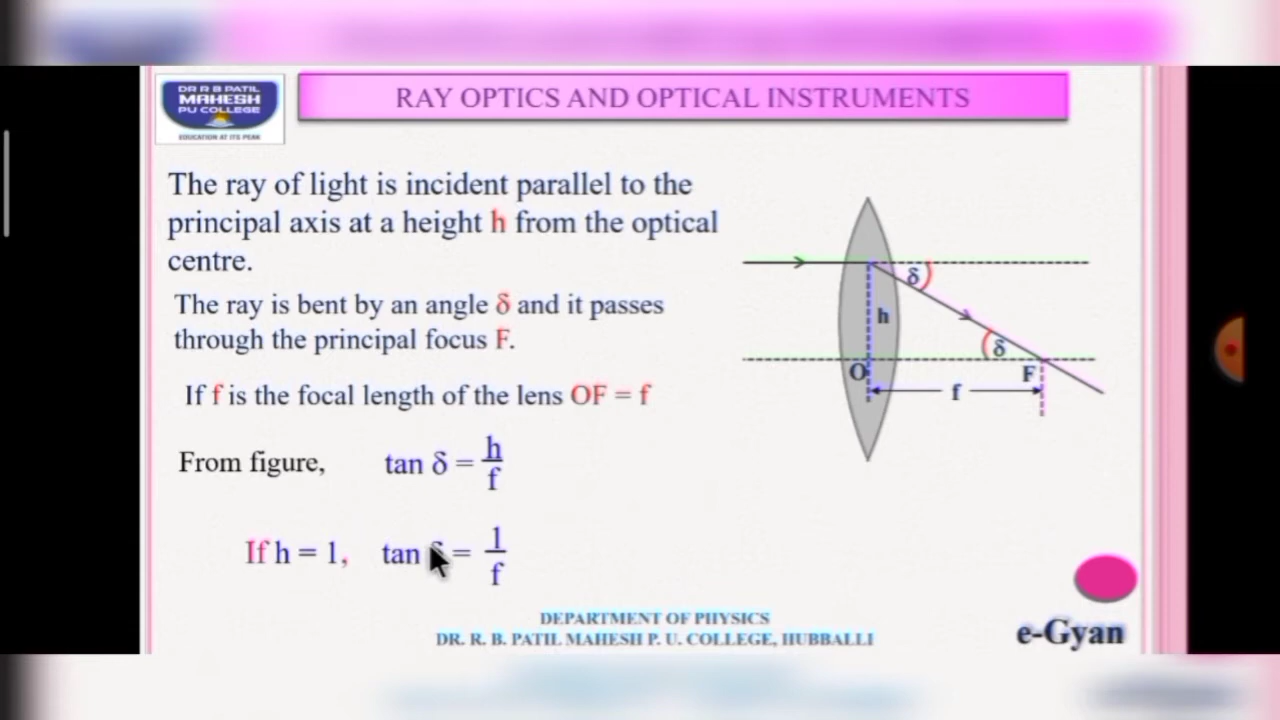 DR R B PATIL
MAHESH
PU COLLEGE
EDUCATION AT ITS PEAK
RAY OPTICS AND OPTICAL INSTRUMENTS
The ray of light is incident parallel to the
principal axis at a height h from the optical
centre.
The ray is bent by an angle δ and it passes
through the principal focus F.
If f is the focal length of the lens OF = f
From figure, tan δ = h/f
If h = 1, tan δ = 1/f
δ
h
δ
O
F
f
DEPARTMENT OF PHYSICS
DR. R. B. PATIL MAHESH P. U. COLLEGE, HUBBALLI
e-Gyan